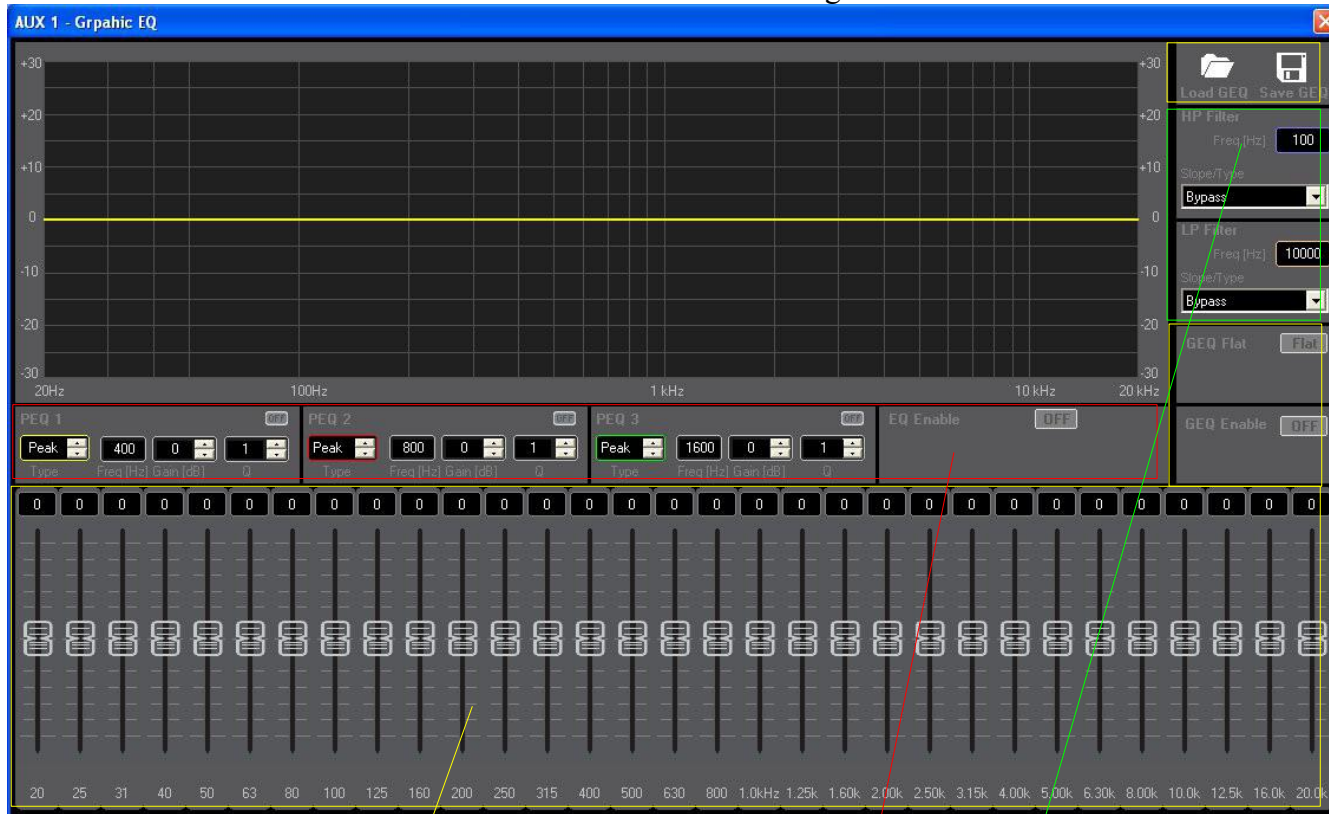 AUX 1 - Grpahic EQ
+30 +30
+20 +20
+10 +10
0 0
-10 -10
-20 -20
-30 -30
20Hz 100Hz 1 kHz 10 kHz 20 kHz
Load GEQ Save GEQ
HP Filter
Freq [Hz] 100
Slope/Type
Bypass
LP Filter
Freq [Hz] 10000
Slope/Type
Bypass
GEQ Flat Flat
GEQ Enable OFF
PEQ 1 OFF PEQ 2 OFF PEQ 3 OFF EQ Enable OFF
Peak 400 0 1 Peak 800 0 1 Peak 1600 0 1
Type Freq [Hz] Gain [dB] Q Type Freq [Hz] Gain [dB] Q Type Freq [Hz] Gain [dB] Q
0 0 0 0 0 0 0 0 0 0 0 0 0 0 0 0 0 0 0 0 0 0 0 0 0 0 0 0 0 0 0
20 25 31 40 50 63 80 100 125 160 200 250 315 400 500 630 800 1.0kHz 1.25k 1.60k 2.00k 2.50k 3.15k 4.00k 5.00k 6.30k 8.00k 10.0k 12.5k 16.0k 20.0k